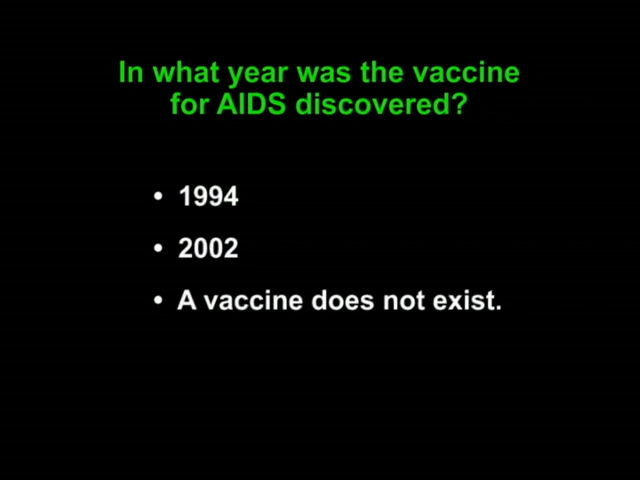 In what year was the vaccine
for AIDS discovered?
• 1994
• 2002
• A vaccine does not exist.